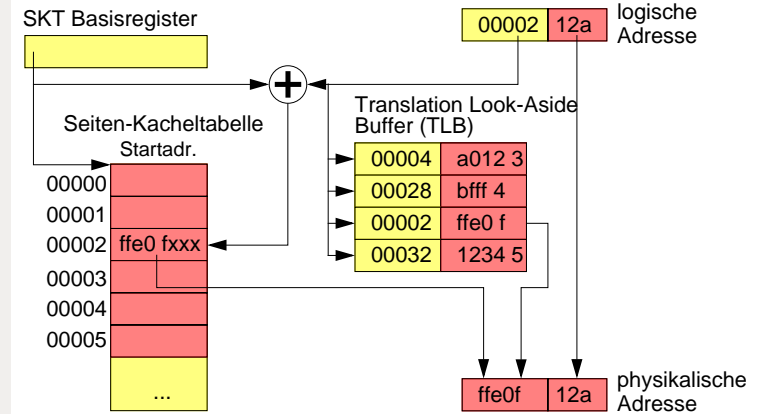 SKT Basisregister
00002 12a
logische
Adresse
Translation Look-Aside
Buffer (TLB)
Seiten-Kacheltabelle
Startadr.
00004 a012 3
00028 bfff 4
00002 ffe0 f
00032 1234 5
00000
00001
00002 ffe0 fxxx
00003
00004
00005
...
ffe0f 12a
physikalische
Adresse